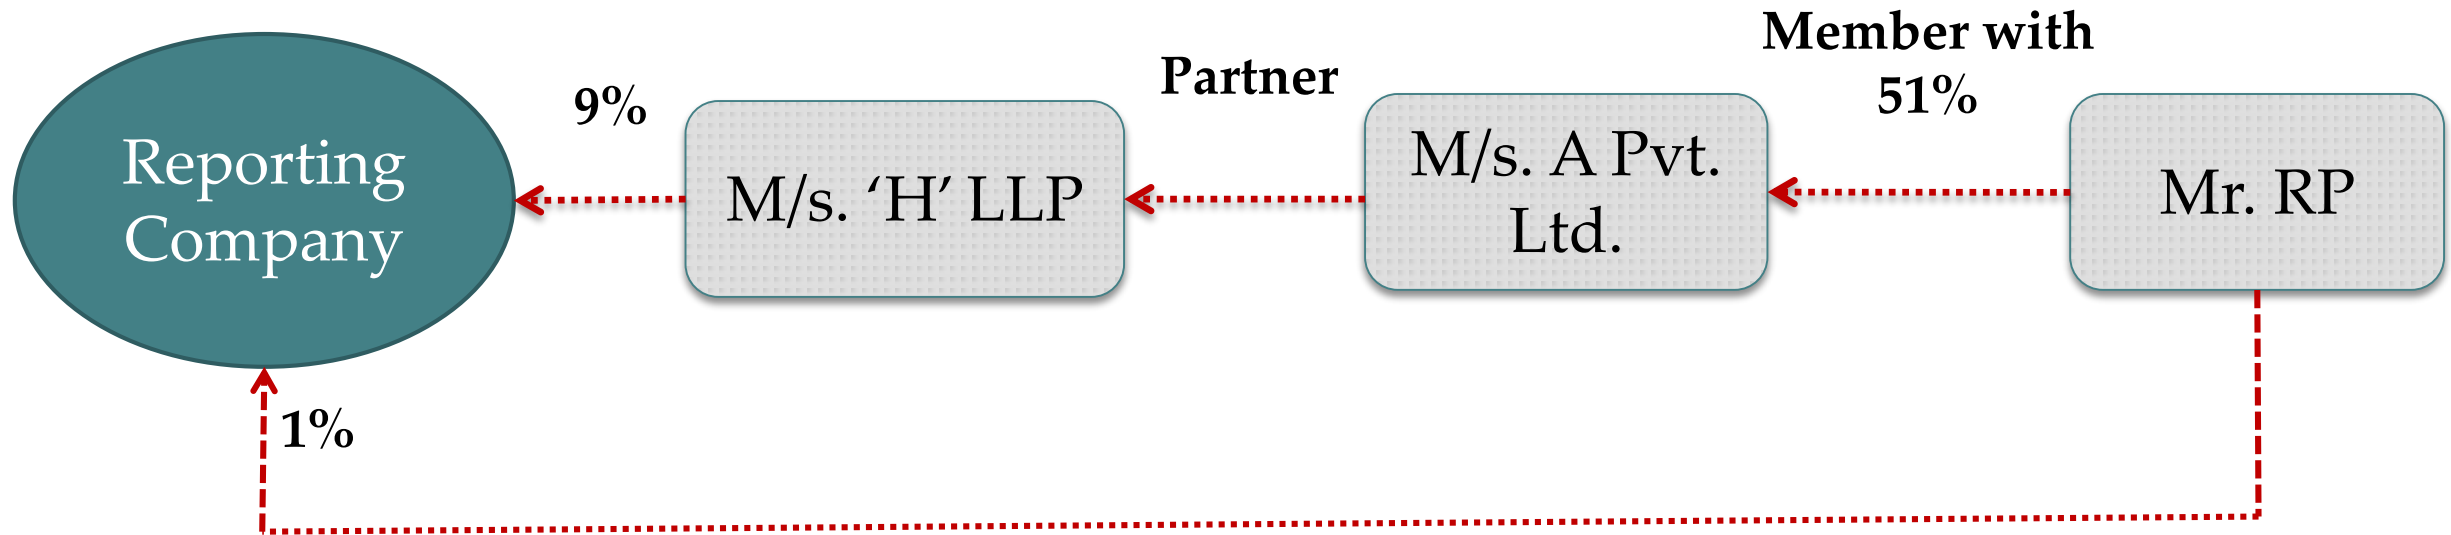 Reporting
Company
9%
M/s. ‘H’ LLP
Partner
M/s. A Pvt.
Ltd.
Member with
51%
Mr. RP
1%